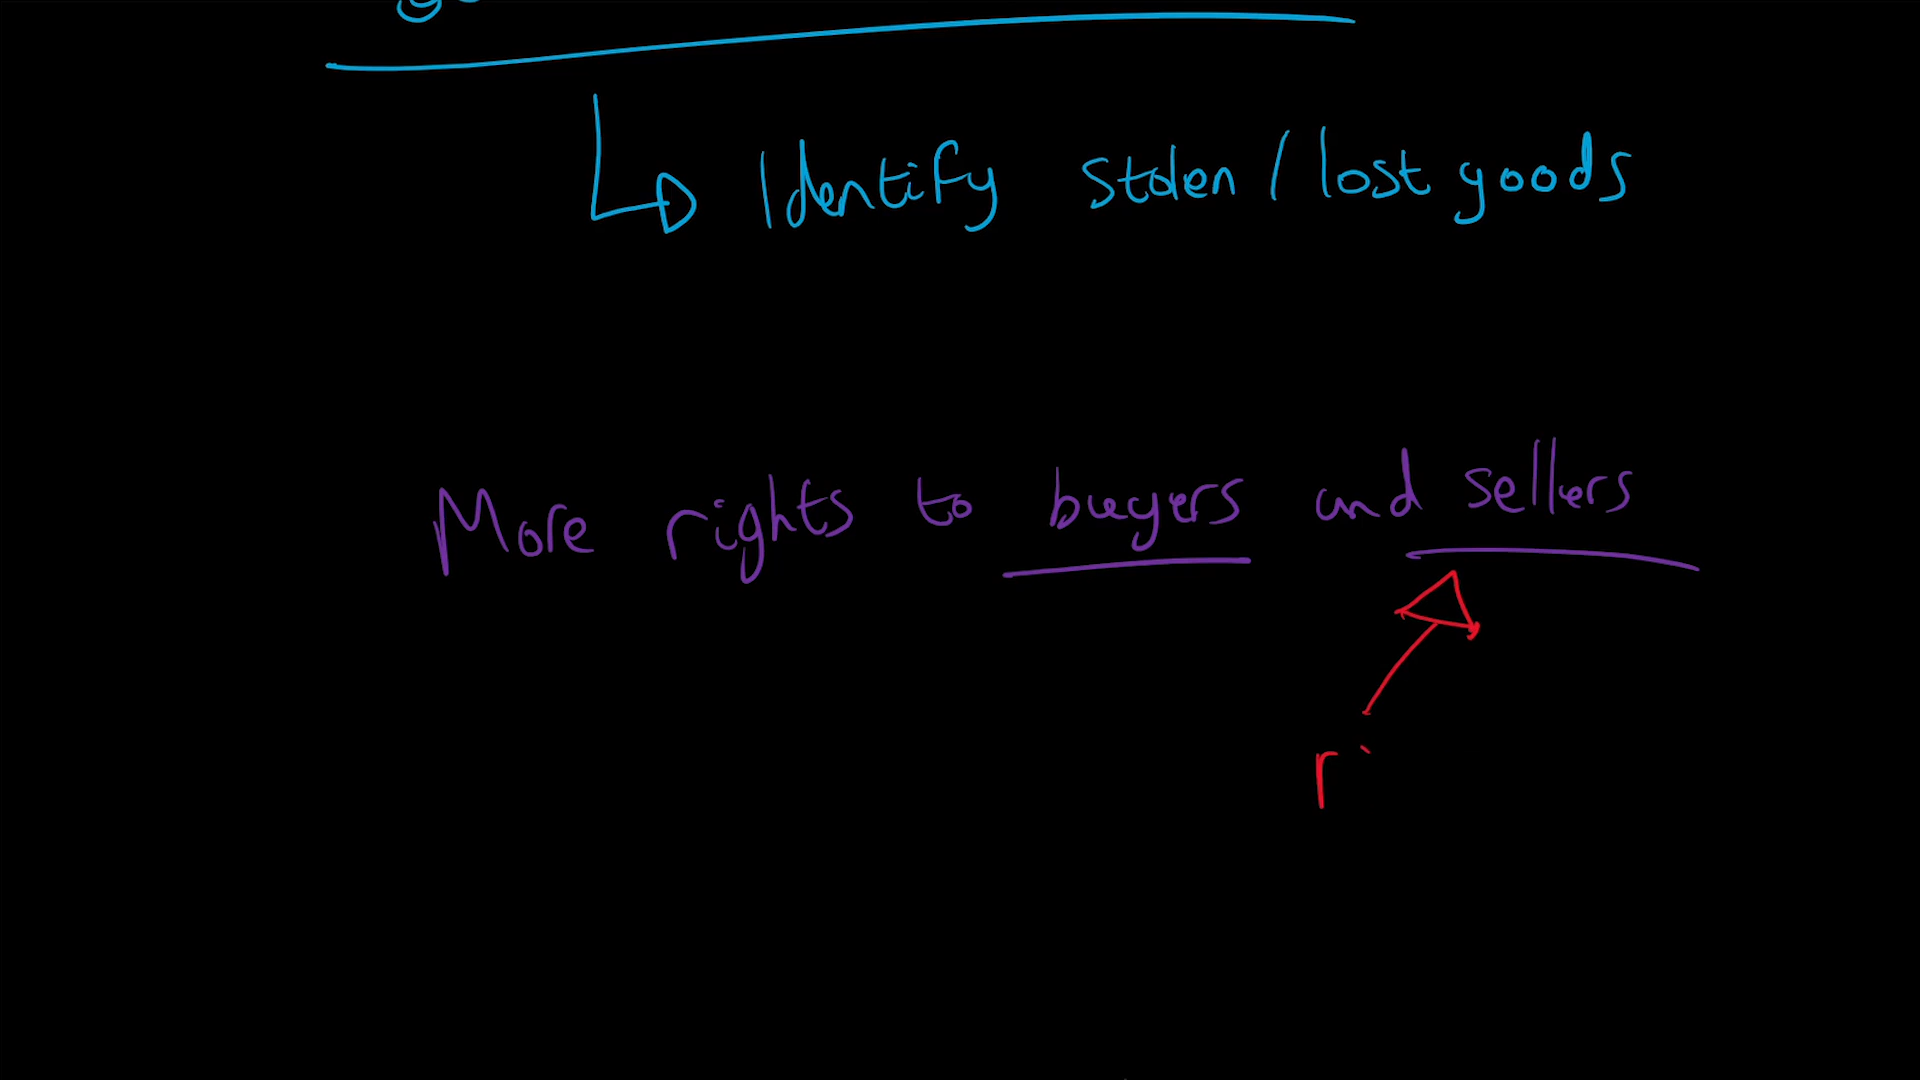 Identify stolen / lost goods
More rights to buyers and sellers
r